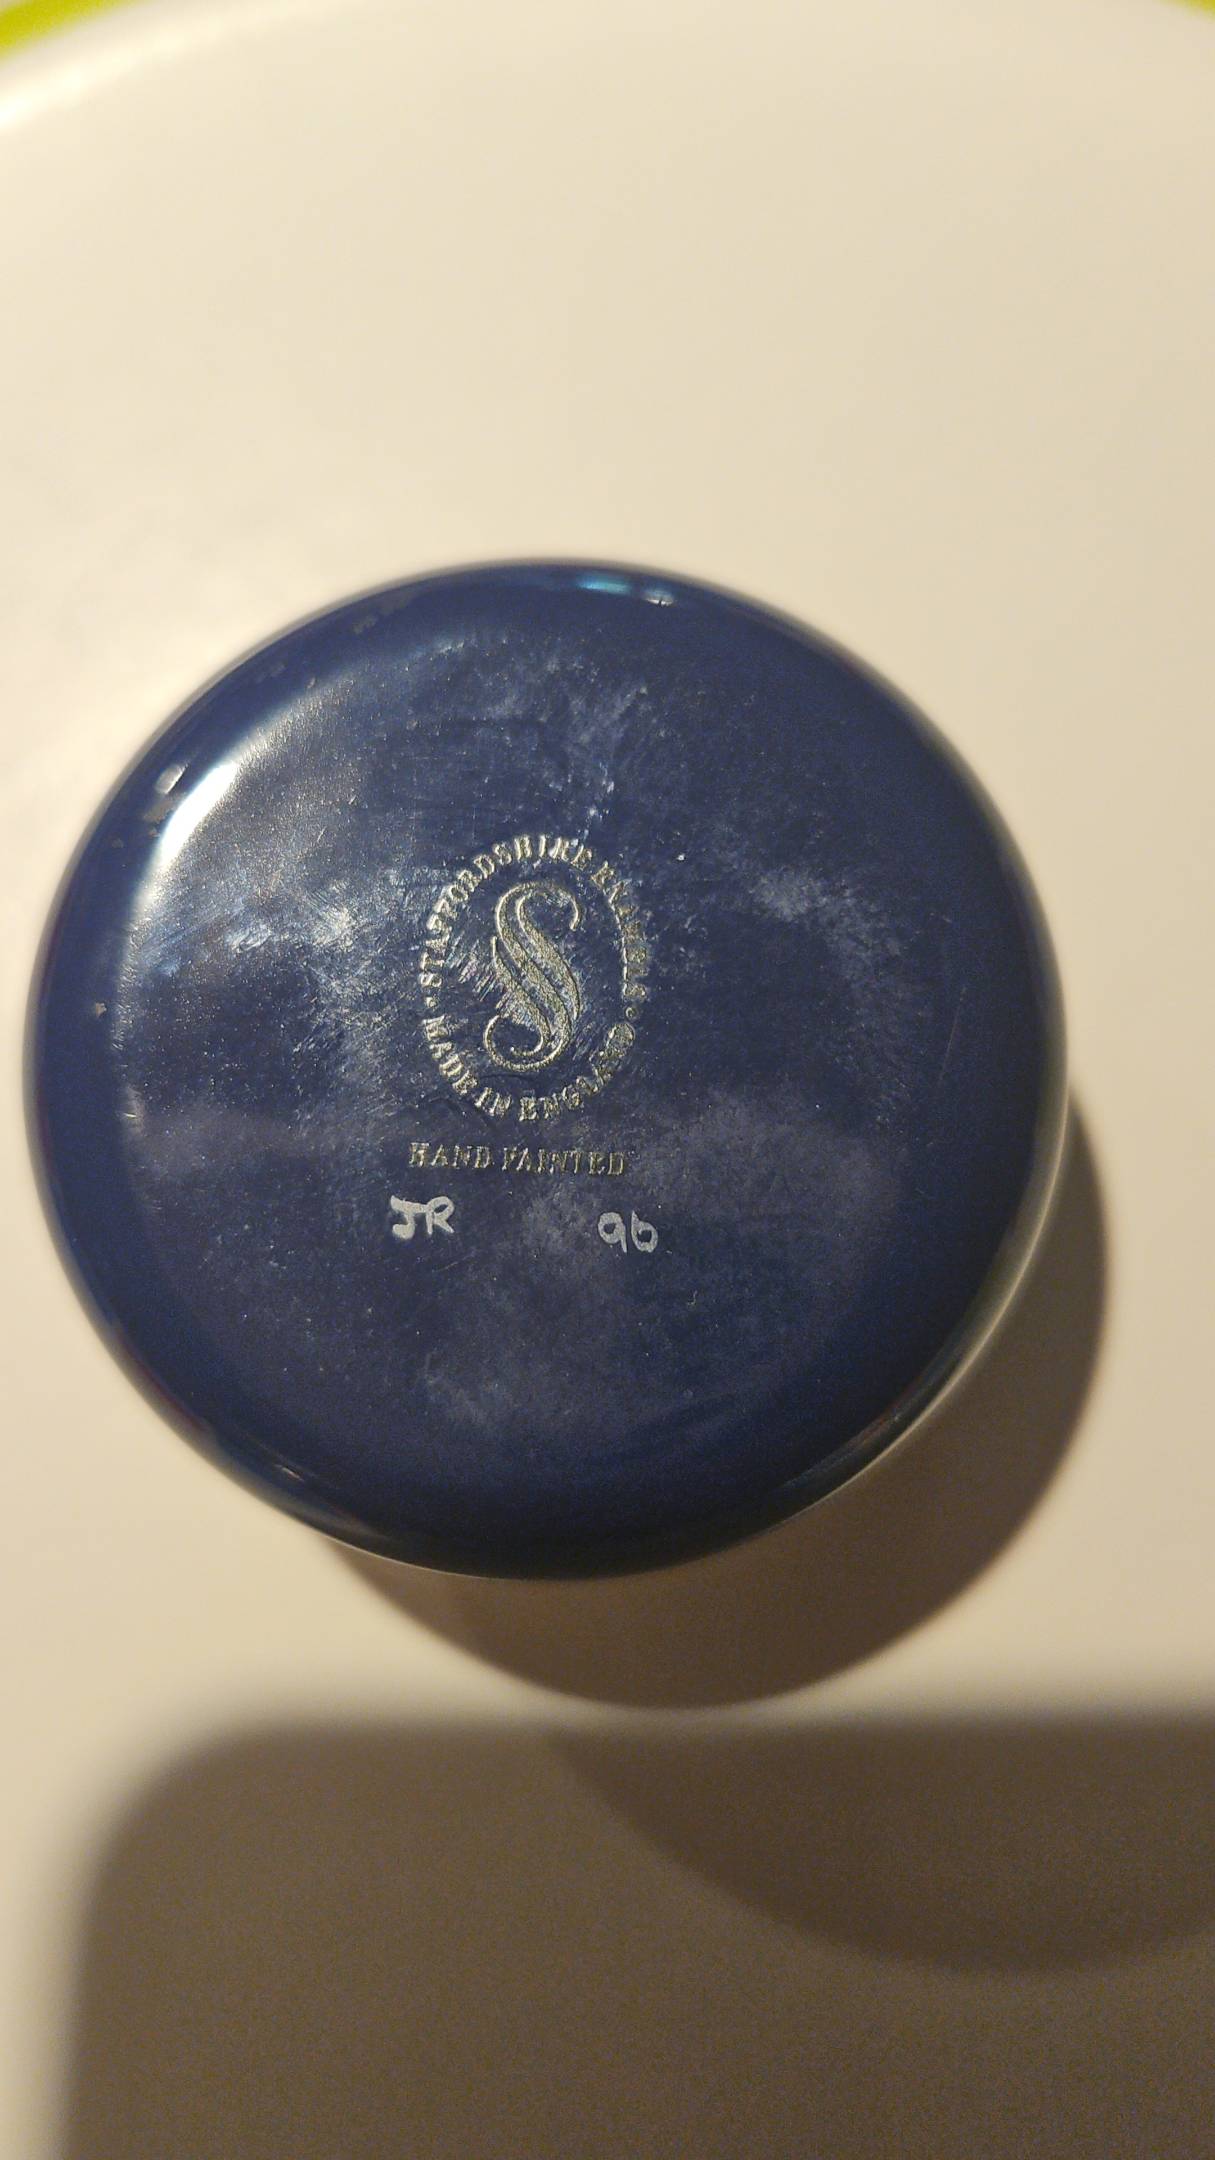 · STAFFORDSHIRE ENAMELS ·
S
MADE IN ENGLAND
HAND PAINTED
JR 96